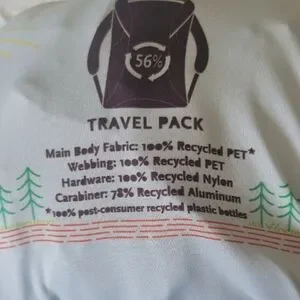 56%
TRAVEL PACK
Main Body Fabric: 100% Recycled PET*
Webbing: 100% Recycled PET
Hardware: 100% Recycled Nylon
Carabiner: 78% Recycled Aluminum
*100% post-consumer recycled plastic bottles